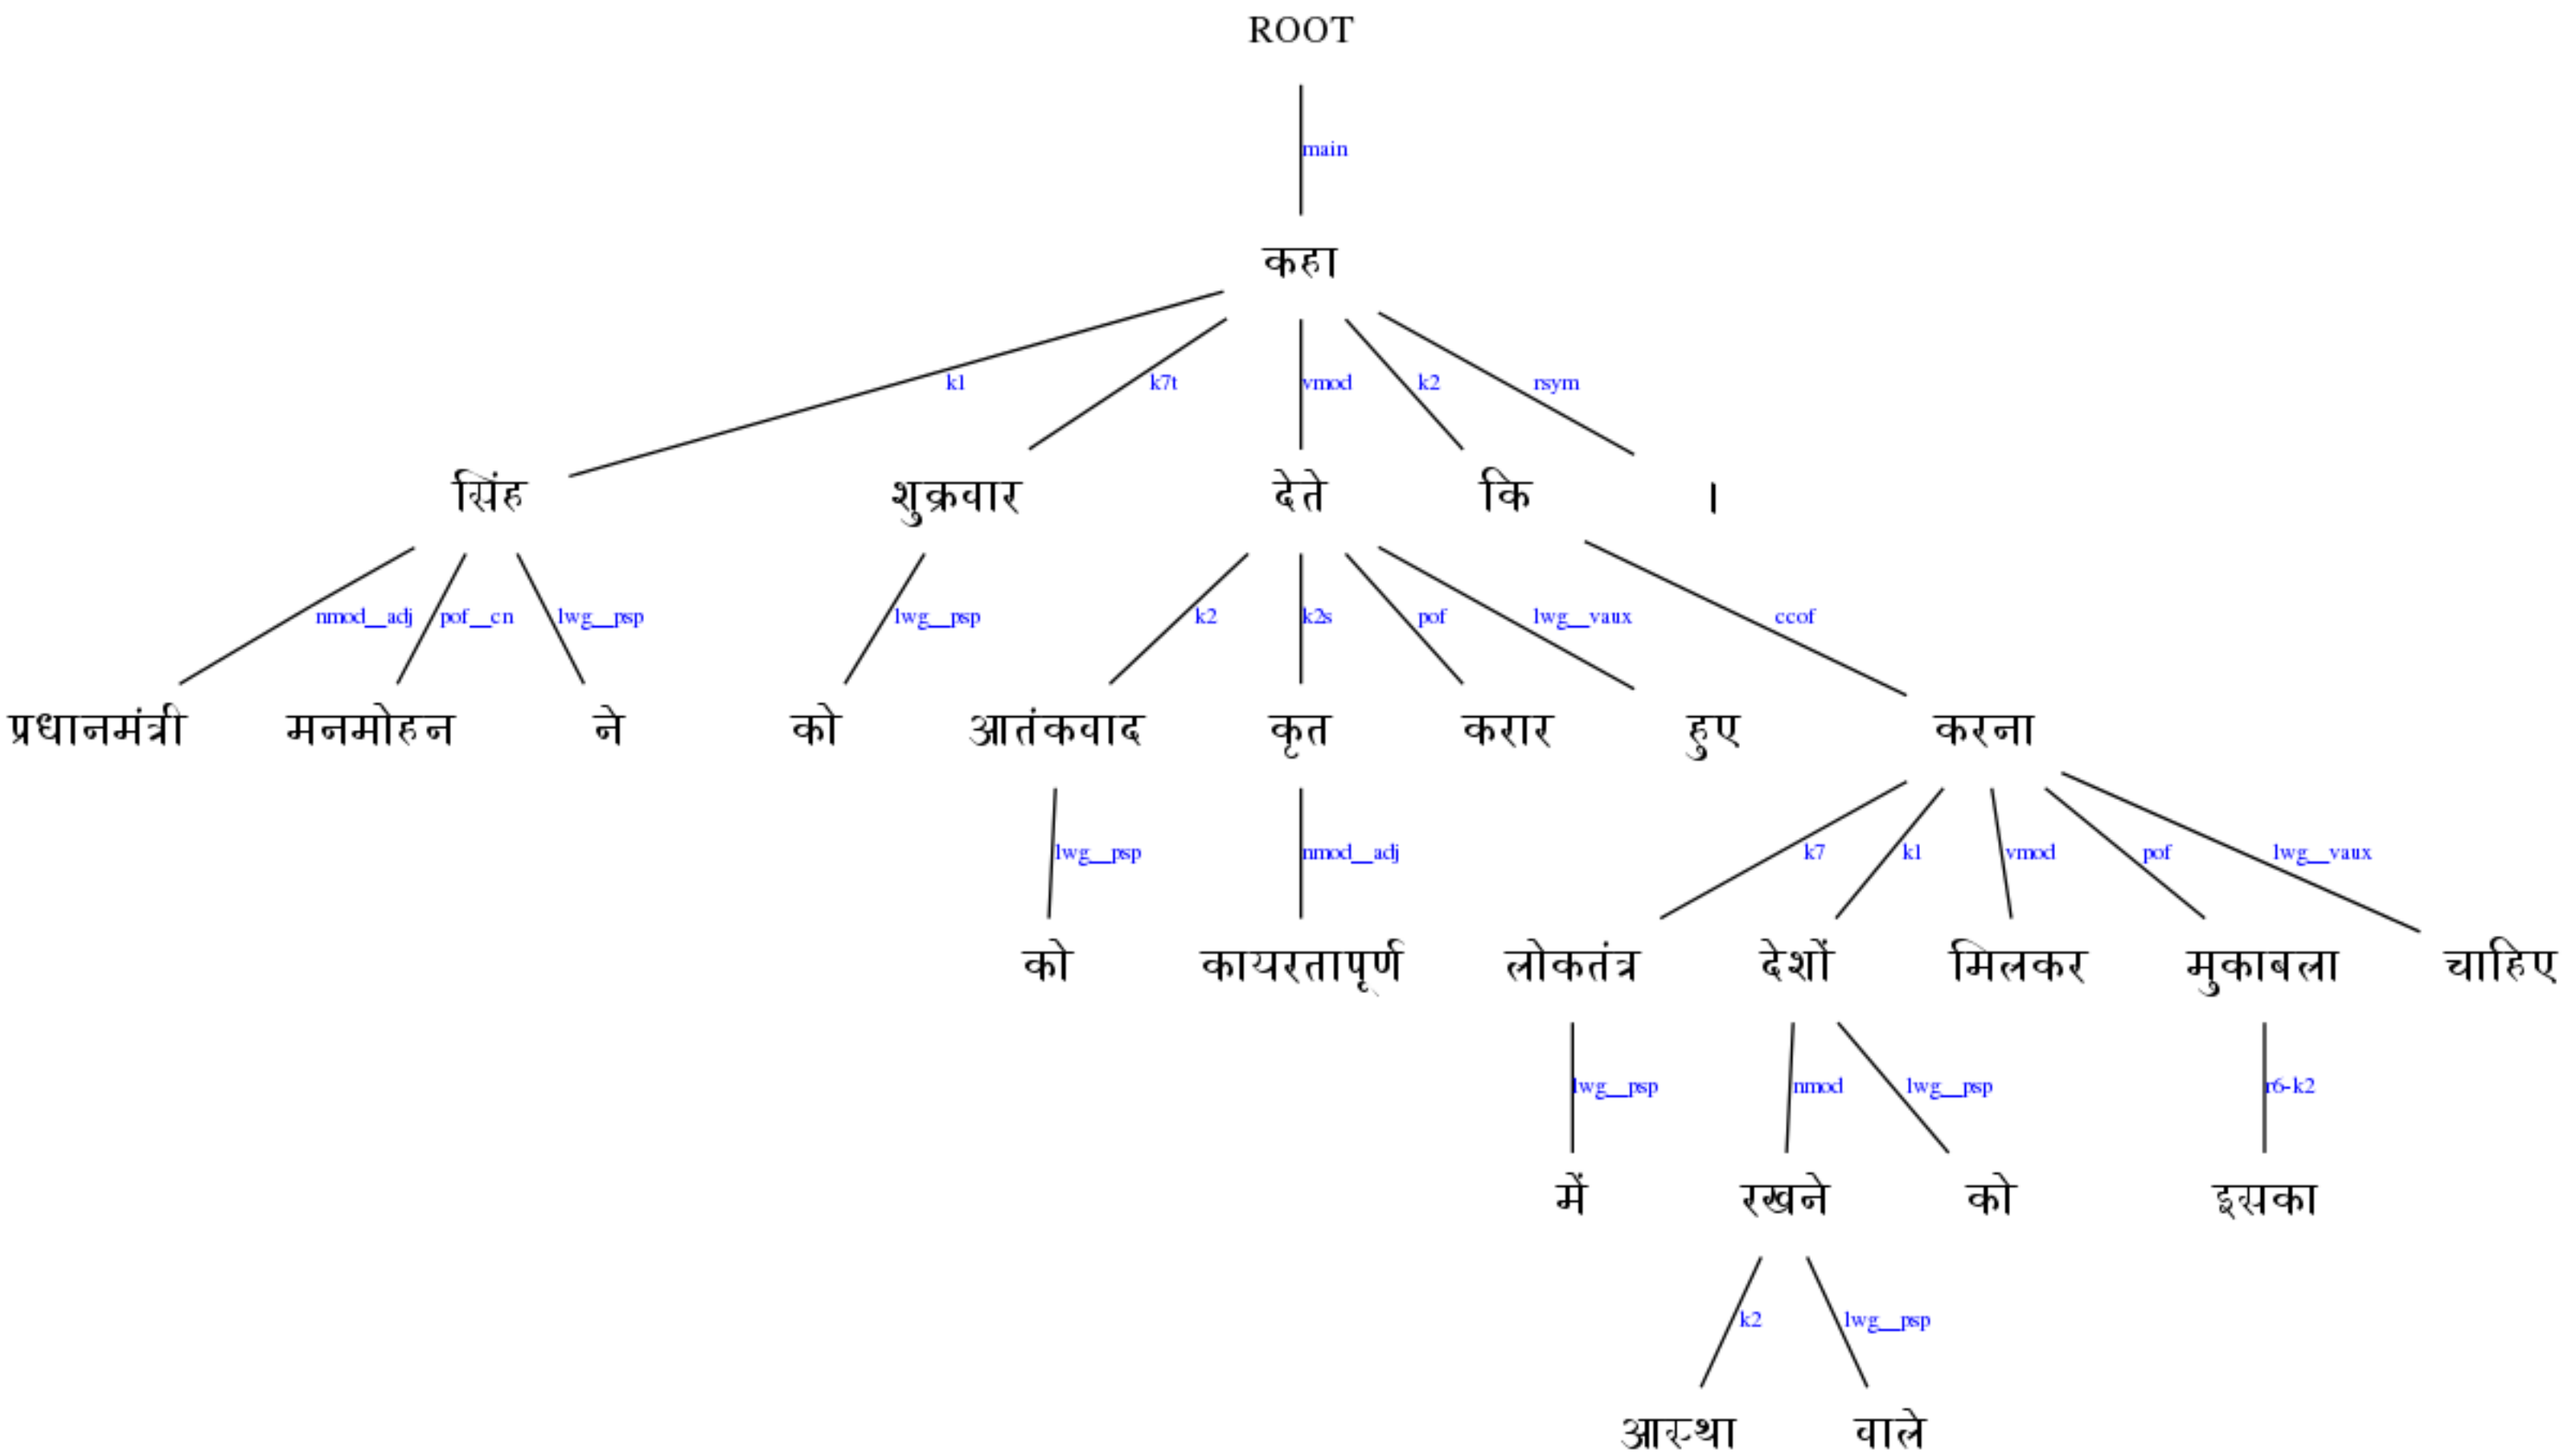 ROOT
main
कहा
k1 k7t vmod k2 rsym
सिंह शुक्रवार देते कि ।
nmod__adj pof__cn lwg__psp lwg__psp k2 k2s pof lwg__vaux ccof
प्रधानमंत्री मनमोहन ने को आतंकवाद कृत करार हुए करना
lwg__psp nmod__adj k7 k1 vmod pof lwg__vaux
को कायरतापूर्ण लोकतंत्र देशों मिलकर मुकाबला चाहिए
lwg__psp nmod lwg__psp r6-k2
में रखने को इसका
k2 lwg__psp
आस्था वाले